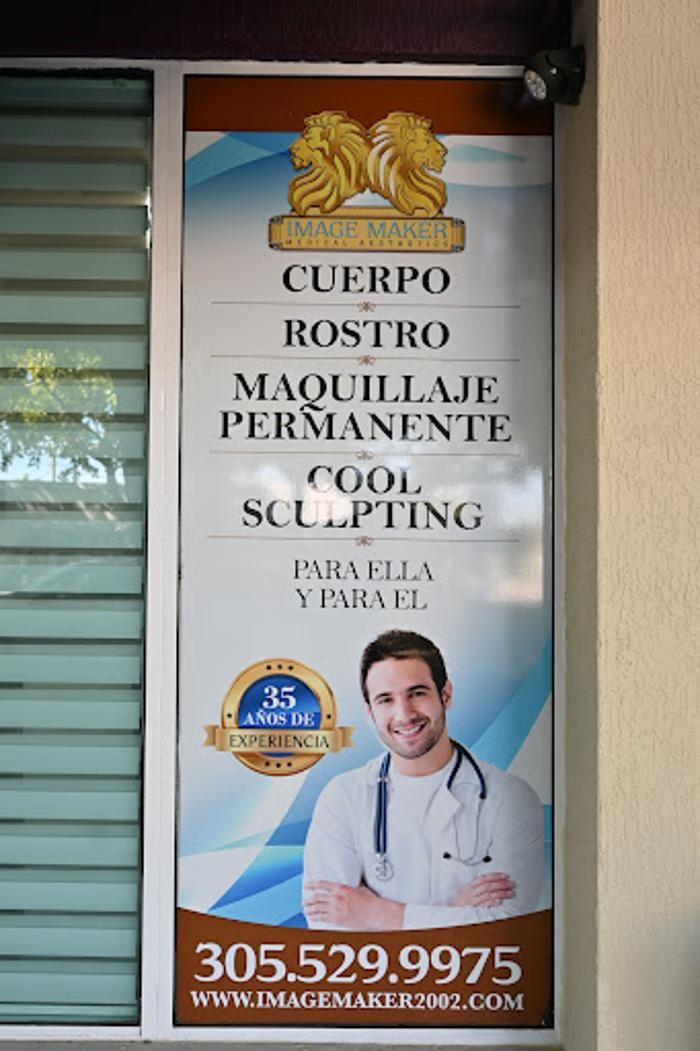 IMAGE MAKER
MEDICAL AESTHETICS
CUERPO
ROSTRO
MAQUILLAJE
PERMANENTE
COOL
SCULPTING
PARA ELLA
Y PARA EL
35
AÑOS DE
EXPERIENCIA
305.529.9975
WWW.IMAGEMAKER2002.COM